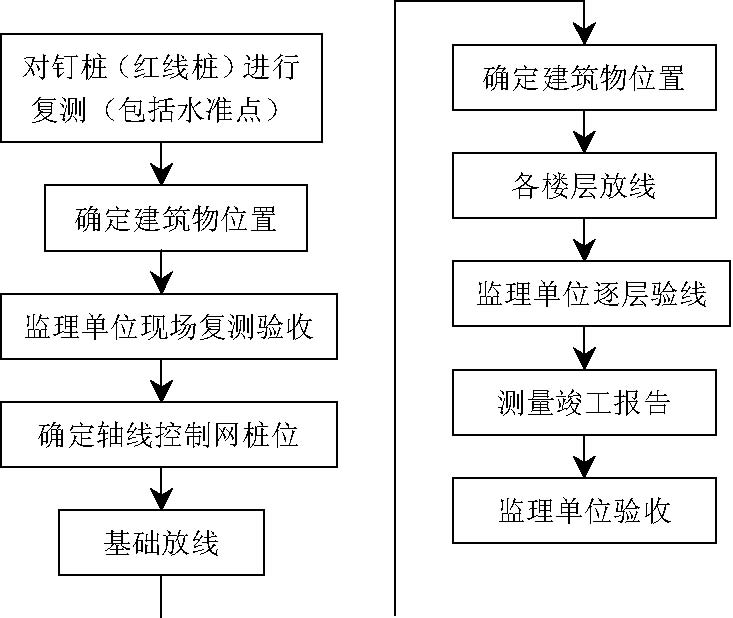 对钉桩（红线桩）进行
复测（包括水准点）
确定建筑物位置
监理单位现场复测验收
确定轴线控制网桩位
基础放线
确定建筑物位置
各楼层放线
监理单位逐层验线
测量竣工报告
监理单位验收